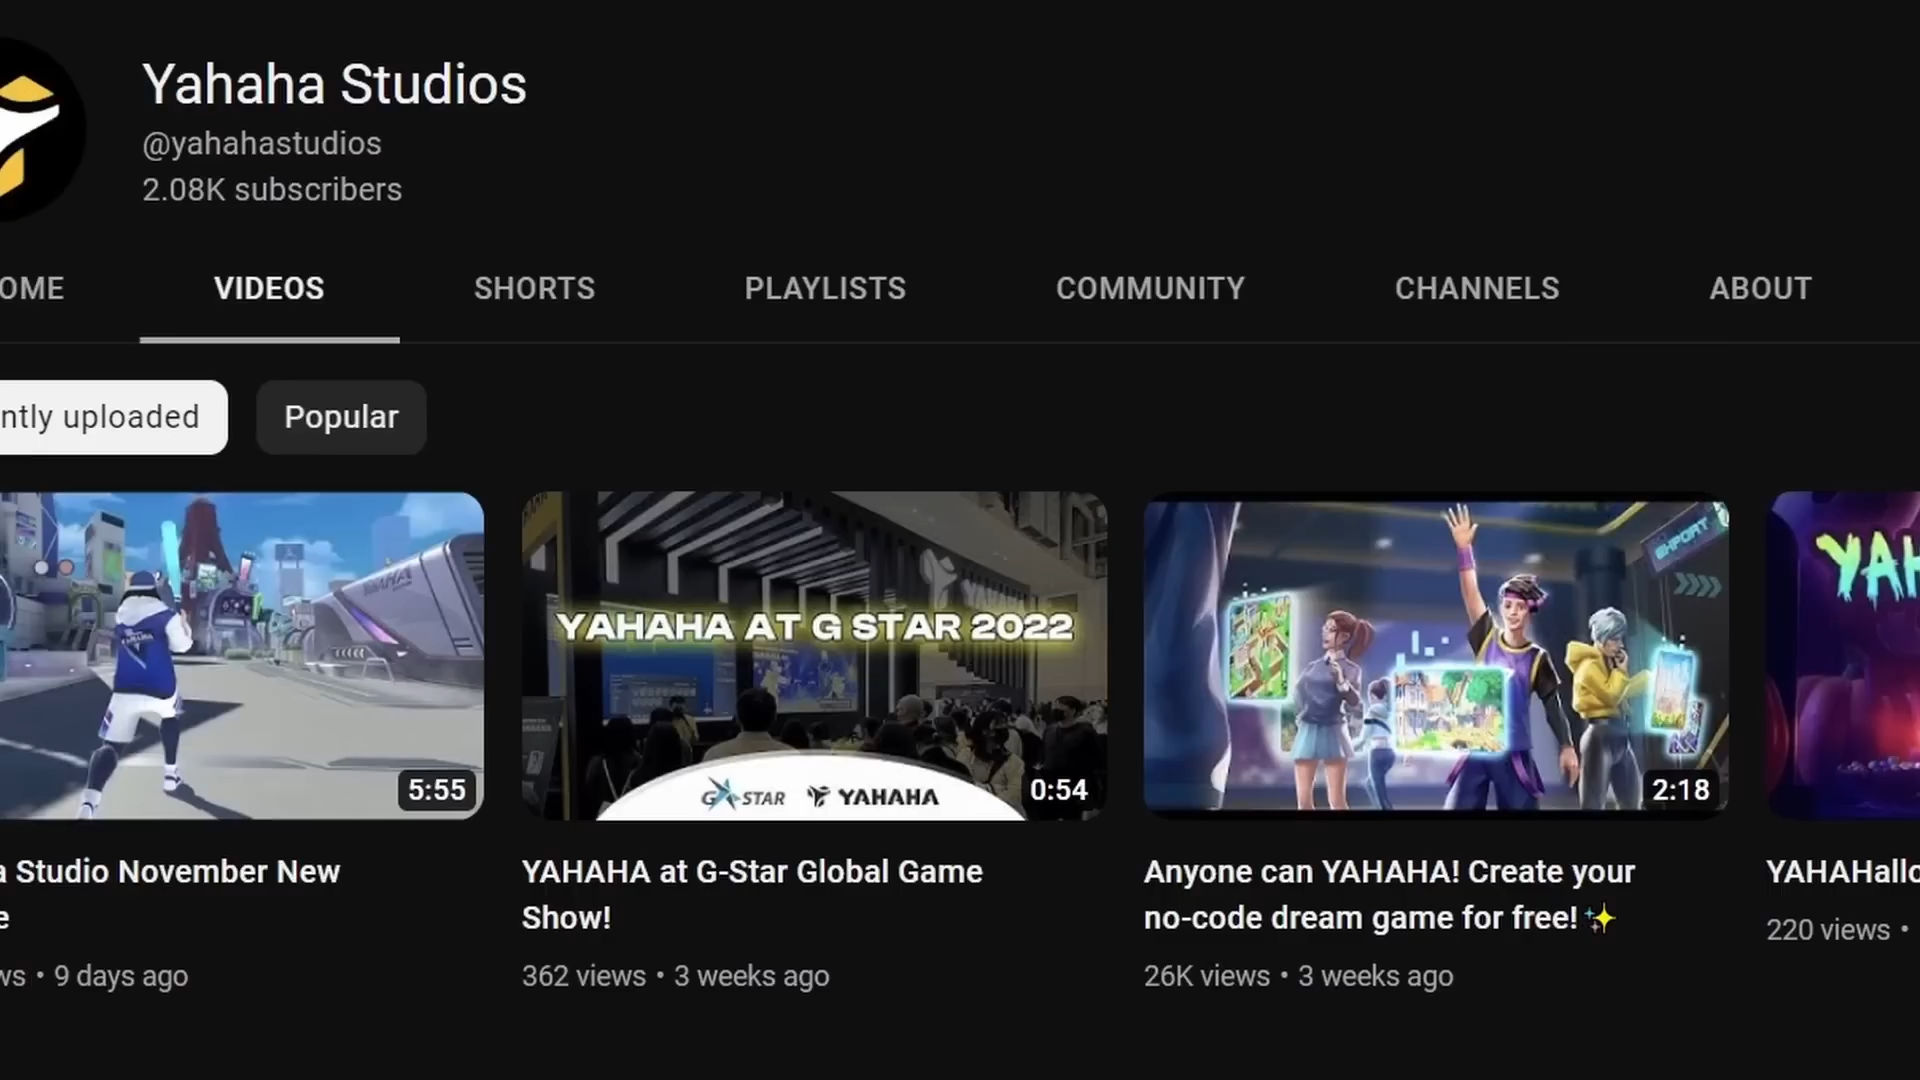 Yahaha Studios
@yahahastudios
2.08K subscribers
OME
VIDEOS
SHORTS
PLAYLISTS
COMMUNITY
CHANNELS
ABOUT
ntly uploaded
Popular
5:55
YAHAHA AT G STAR 2022
G STAR YAHAHA
0:54
EXPORT
2:18
YAH
a Studio November New
e
ws • 9 days ago
YAHAHA at G-Star Global Game
Show!
362 views • 3 weeks ago
Anyone can YAHAHA! Create your
no-code dream game for free!✨
26K views • 3 weeks ago
YAHAHallo
220 views •